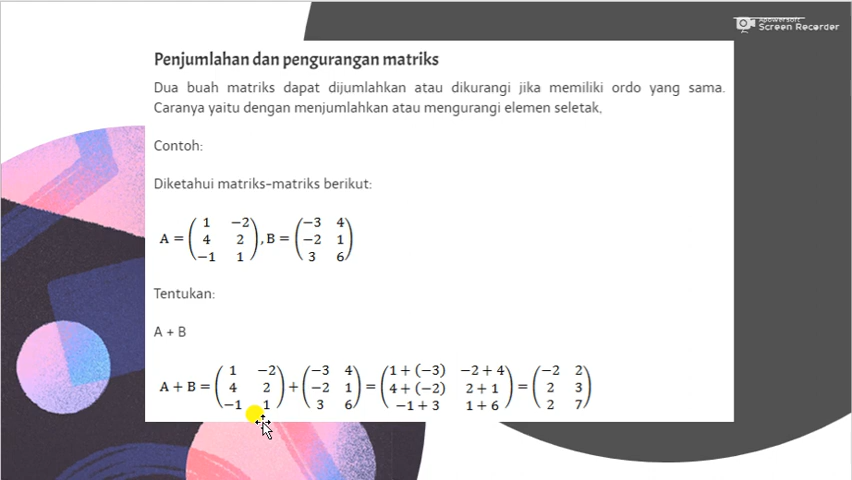 Apowersoft
Screen Recorder
Penjumlahan dan pengurangan matriks
Dua buah matriks dapat dijumlahkan atau dikurangi jika memiliki ordo yang sama.
Caranya yaitu dengan menjumlahkan atau mengurangi elemen seletak.
Contoh:
Diketahui matriks-matriks berikut:
A = ( 1 −2 ; 4 2 ; −1 1 ), B = ( −3 4 ; −2 1 ; 3 6 )
Tentukan:
A + B
A + B = ( 1 −2 ; 4 2 ; −1 1 ) + ( −3 4 ; −2 1 ; 3 6 ) = ( 1 + (−3) −2 + 4 ; 4 + (−2) 2 + 1 ; −1 + 3 1 + 6 ) = ( −2 2 ; 2 3 ; 2 7 )